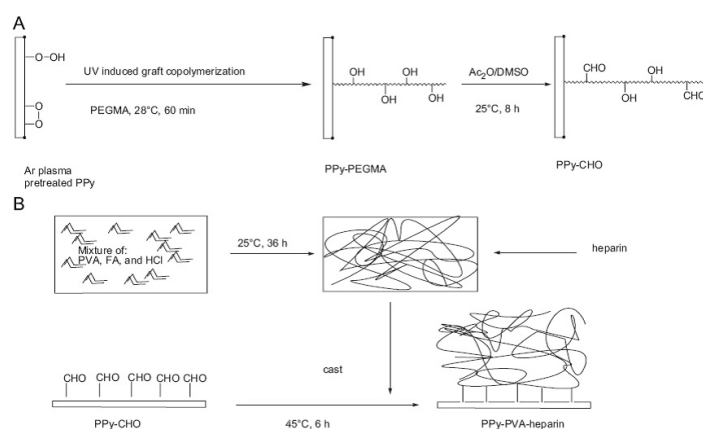 A
O-OH
O
O
UV induced graft copolymerization
PEGMA, 28°C, 60 min
Ar plasma
pretreated PPy
OH
OH
OH
OH
PPy-PEGMA
Ac₂O/DMSO
25°C, 8 h
CHO
OH
OH
CHO
PPy-CHO
B
Mixture of:
PVA, FA, and HCl
25°C, 36 h
heparin
cast
CHO CHO CHO CHO CHO
PPy-CHO
45°C, 6 h
PPy-PVA-heparin